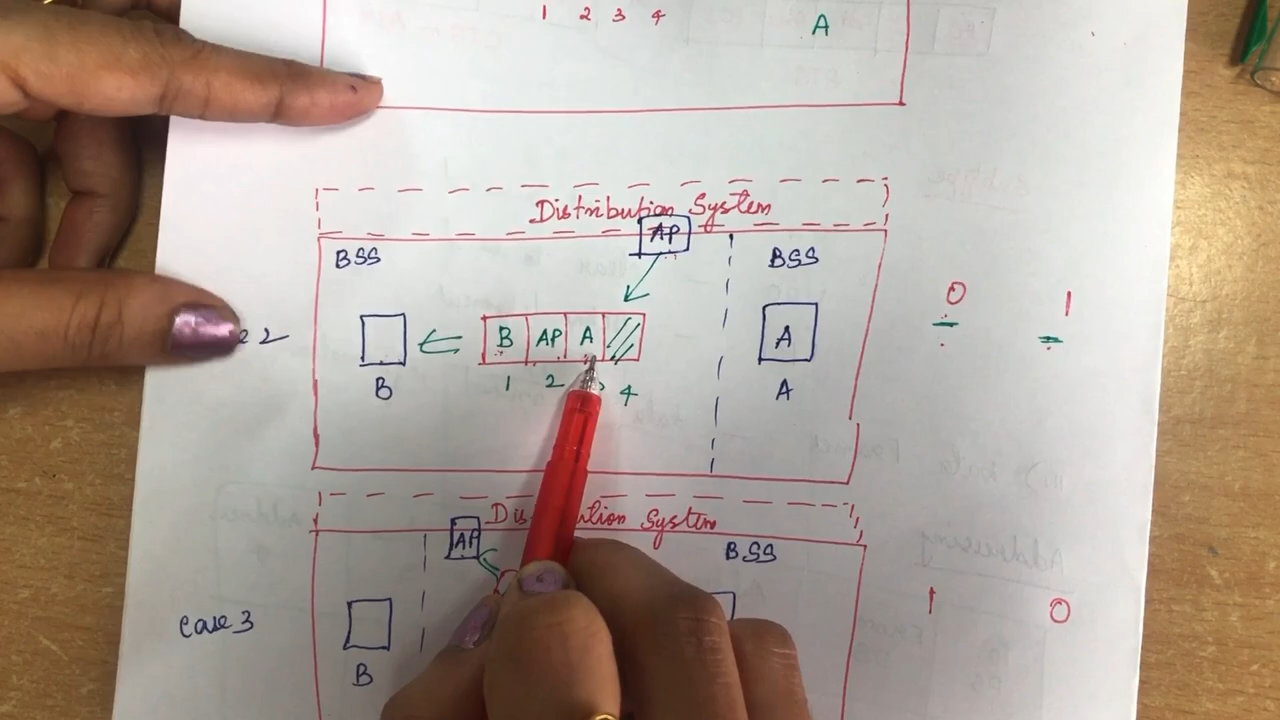 1 2 3 4
A
Distribution System
AP
BSS
BSS
0 1
B AP A
A
2
1 2 4
B
A
System
AP
BSS
case 3
1 0
B